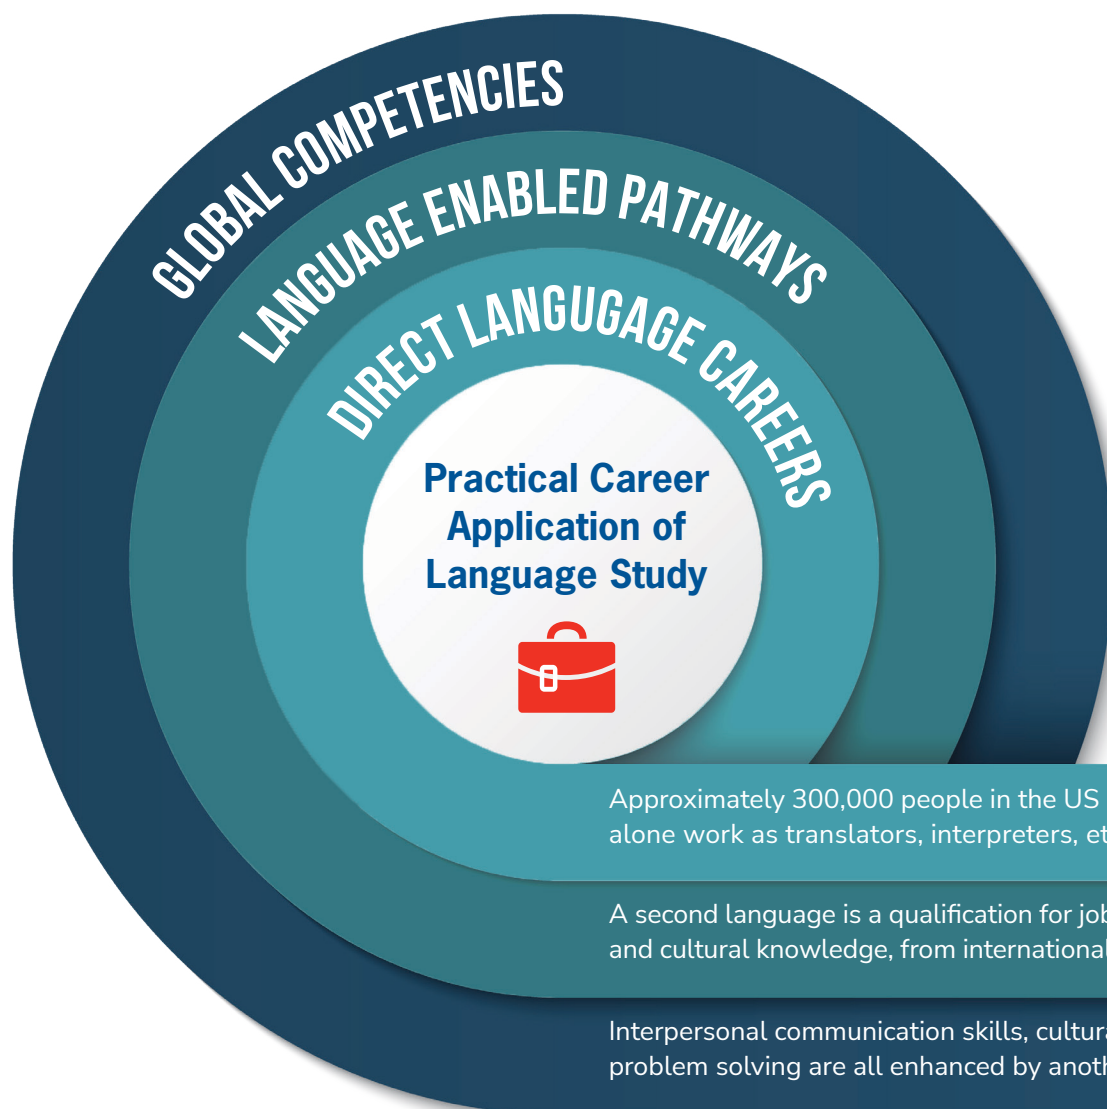 GLOBAL COMPETENCIES
LANGUAGE ENABLED PATHWAYS
DIRECT LANGUGAGE CAREERS
Practical Career
Application of
Language Study
Approximately 300,000 people in the US
alone work as translators, interpreters,
A second language is a qualification for
and cultural knowledge, from international
Interpersonal communication skills,
problem solving are all enhanced by